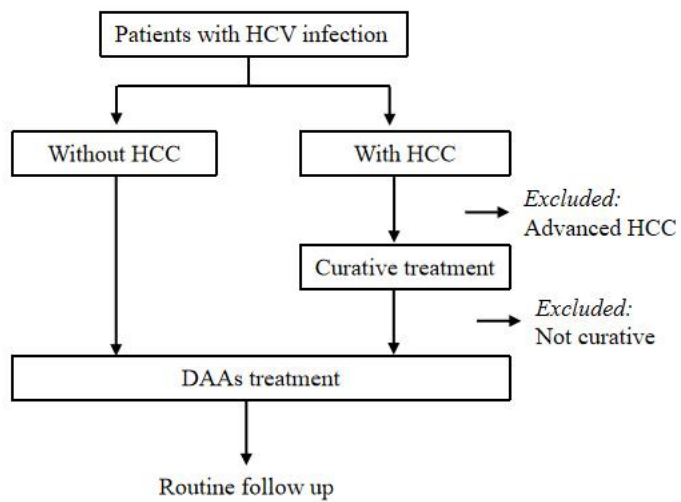 Patients with HCV infection
Without HCC
With HCC
Excluded:
Advanced HCC
Curative treatment
Excluded:
Not curative
DAAs treatment
Routine follow up